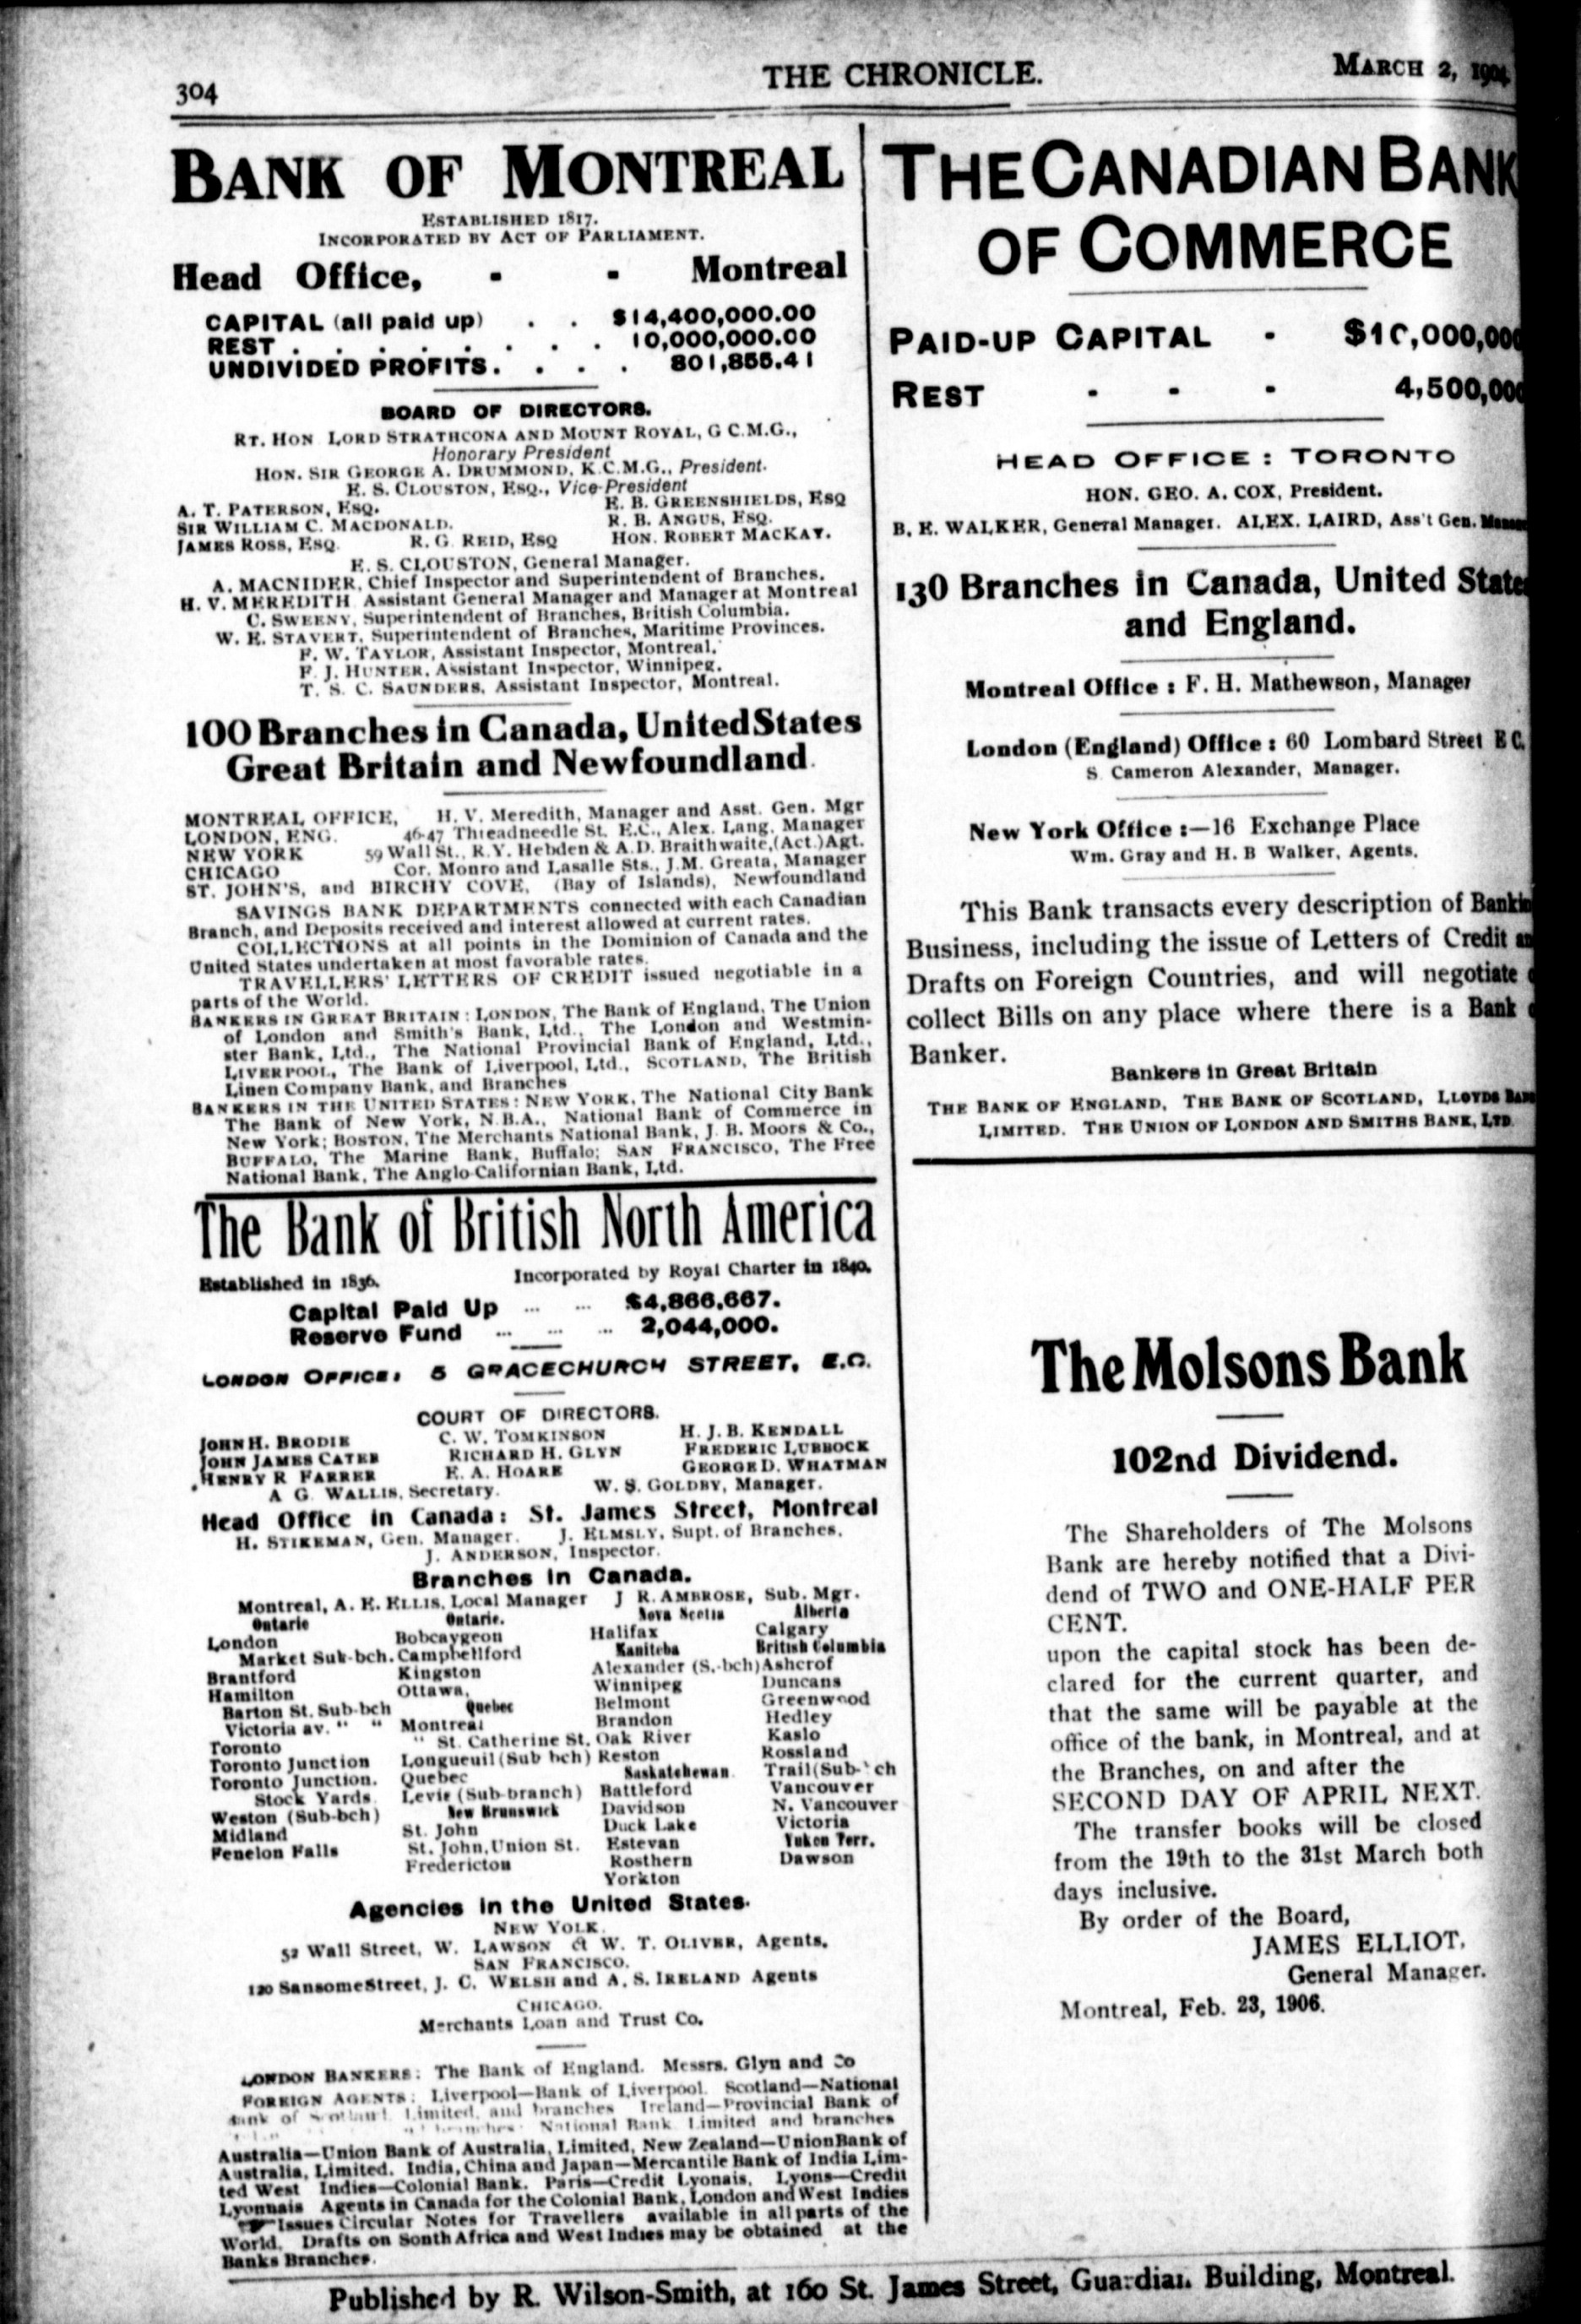 304
THE CHRONICLE.
MARCH 2,
BANK OF MONTREAL
ESTABLISHED 1817.
INCORPORATED BY ACT OF PARLIAMENT.
Head Office, - - Montreal
CAPITAL (all paid up) . . $14,400,000.00
REST . . . . . . . . 10,000,000.00
UNDIVIDED PROFITS. . . . 801,855.41
BOARD OF DIRECTORS.
RT. HON LORD STRATHCONA AND MOUNT ROYAL, G C.M.G.,
Honorary President
HON. SIR GEORGE A. DRUMMOND, K.C.M.G., President.
E. S. CLOUSTON, ESQ., Vice-President
A. T. PATERSON, ESQ. E. B. GREENSHIELDS, ESQ
SIR WILLIAM C. MACDONALD. R. B. ANGUS, ESQ.
JAMES ROSS, ESQ. R. G. REID, ESQ HON. ROBERT MACKAY.
E. S. CLOUSTON, General Manager.
A. MACNIDER, Chief Inspector and Superintendent of Branches.
H. V. MEREDITH Assistant General Manager and Manager at Montreal
C. SWEENY, Superintendent of Branches, British Columbia.
W. E. STAVERT, Superintendent of Branches, Maritime Provinces.
F. W. TAYLOR, Assistant Inspector, Montreal.
F. J. HUNTER, Assistant Inspector, Winnipeg.
T. S. C. SAUNDERS, Assistant Inspector, Montreal.
100 Branches in Canada, United States
Great Britain and Newfoundland.
MONTREAL OFFICE, H. V. Meredith, Manager and Asst. Gen. Mgr
LONDON, ENG. 46-47 Threadneedle St. E.C., Alex. Lang, Manager
NEW YORK 59 Wall St., R.Y. Hebden & A.D. Braithwaite,(Act.)Agt.
CHICAGO Cor. Monro and Lasalle Sts., J.M. Greata, Manager
ST. JOHN'S, and BIRCHY COVE, (Bay of Islands), Newfoundland
SAVINGS BANK DEPARTMENTS connected with each Canadian
Branch, and Deposits received and interest allowed at current rates.
COLLECTIONS at all points in the Dominion of Canada and the
United States undertaken at most favorable rates.
TRAVELLERS' LETTERS OF CREDIT issued negotiable in a
parts of the World.
BANKERS IN GREAT BRITAIN: LONDON, The Bank of England, The Union
of London and Smith's Bank, Ltd., The London and Westmin-
ster Bank, Ltd., The National Provincial Bank of England, Ltd.,
LIVERPOOL, The Bank of Liverpool, Ltd., SCOTLAND, The British
Linen Company Bank, and Branches
BANKERS IN THE UNITED STATES: NEW YORK, The National City Bank
The Bank of New York, N.B.A., National Bank of Commerce in
New York; BOSTON, The Merchants National Bank, J. B. Moors & Co.,
BUFFALO, The Marine Bank, Buffalo; SAN FRANCISCO, The Free
National Bank, The Anglo Californian Bank, Ltd.
The Bank of British North America
Established in 1836. Incorporated by Royal Charter in 1840.
Capital Paid Up ... ... $4,866,667.
Reserve Fund ... ... ... 2,044,000.
LONDON OFFICE: 5 GRACECHURCH STREET, E.C.
COURT OF DIRECTORS.
JOHN H. BRODIE C. W. TOMKINSON H. J. B. KENDALL
JOHN JAMES CATER RICHARD H. GLYN FREDERIC LUBBOCK
HENRY R FARRER E. A. HOARE GEORGE D. WHATMAN
A G. WALLIS, Secretary. W. S. GOLDBY, Manager.
Head Office in Canada: St. James Street, Montreal
H. STIKEMAN, Gen. Manager. J. ELMSLY, Supt. of Branches.
J. ANDERSON, Inspector.
Branches in Canada.
Montreal, A. E. ELLIS, Local Manager J R. AMBROSE, Sub. Mgr.
Ontario Ontario. Nova Scotia Alberta
London Bobcaygeon Halifax Calgary
Market Sub-bch. Campbellford Manitoba British Columbia
Brantford Kingston Alexander (S.-bch) Ashcrof
Hamilton Ottawa, Winnipeg Duncans
Barton St. Sub-bch Quebec Belmont Greenwood
Victoria av. " " Montreal Brandon Hedley
Toronto " St. Catherine St. Oak River Kaslo
Toronto Junction Longueuil (Sub bch) Reston Rossland
Toronto Junction. Quebec Saskatchewan. Trail (Sub-bch
Stock Yards Levie (Sub-branch) Battleford Vancouver
Weston (Sub-bch) New Brunswick Davidson N. Vancouver
Midland St. John Duck Lake Victoria
Fenelon Falls St. John, Union St. Estevan Yukon Terr.
Fredericton Rosthern Dawson
Yorkton
Agencies in the United States.
NEW YORK.
52 Wall Street, W. LAWSON & W. T. OLIVER, Agents.
SAN FRANCISCO.
120 Sansome Street, J. C. WELSH and A. S. IRELAND Agents
CHICAGO.
Merchants Loan and Trust Co.
LONDON BANKERS: The Bank of England. Messrs. Glyn and Co
FOREIGN AGENTS: Liverpool—Bank of Liverpool. Scotland—National
Bank of Scotland Limited, and branches Ireland—Provincial Bank of
National Bank Limited and branches
Australia—Union Bank of Australia, Limited, New Zealand—Union Bank of
Australia, Limited. India, China and Japan—Mercantile Bank of India Lim-
ted West Indies—Colonial Bank. Paris—Credit Lyonais. Lyons—Credit
Lyonnais Agents in Canada for the Colonial Bank, London and West Indies
Issues Circular Notes for Travellers available in all parts of the
World. Drafts on South Africa and West Indies may be obtained at the
Banks Branches.
THE CANADIAN BANK
OF COMMERCE
PAID-UP CAPITAL - $10,000,000
REST - - - 4,500,000
HEAD OFFICE: TORONTO
HON. GEO. A. COX, President.
B. E. WALKER, General Manager. ALEX. LAIRD, Ass't Gen. Manager
130 Branches in Canada, United States
and England.
Montreal Office: F. H. Mathewson, Manager
London (England) Office: 60 Lombard Street E C.
S Cameron Alexander, Manager.
New York Office:—16 Exchange Place
Wm. Gray and H. B Walker, Agents.
This Bank transacts every description of Bankin
Business, including the issue of Letters of Credit an
Drafts on Foreign Countries, and will negotiate o
collect Bills on any place where there is a Bank o
Banker.
Bankers in Great Britain
THE BANK OF ENGLAND, THE BANK OF SCOTLAND, LLOYDS BANK
LIMITED. THE UNION OF LONDON AND SMITHS BANK, LTD.
The Molsons Bank
102nd Dividend.
The Shareholders of The Molsons
Bank are hereby notified that a Divi-
dend of TWO and ONE-HALF PER
CENT.
upon the capital stock has been de-
clared for the current quarter, and
that the same will be payable at the
office of the bank, in Montreal, and at
the Branches, on and after the
SECOND DAY OF APRIL NEXT.
The transfer books will be closed
from the 19th to the 31st March both
days inclusive.
By order of the Board,
JAMES ELLIOT,
General Manager.
Montreal, Feb. 23, 1906.
Published by R. Wilson-Smith, at 160 St. James Street, Guardian Building, Montreal.